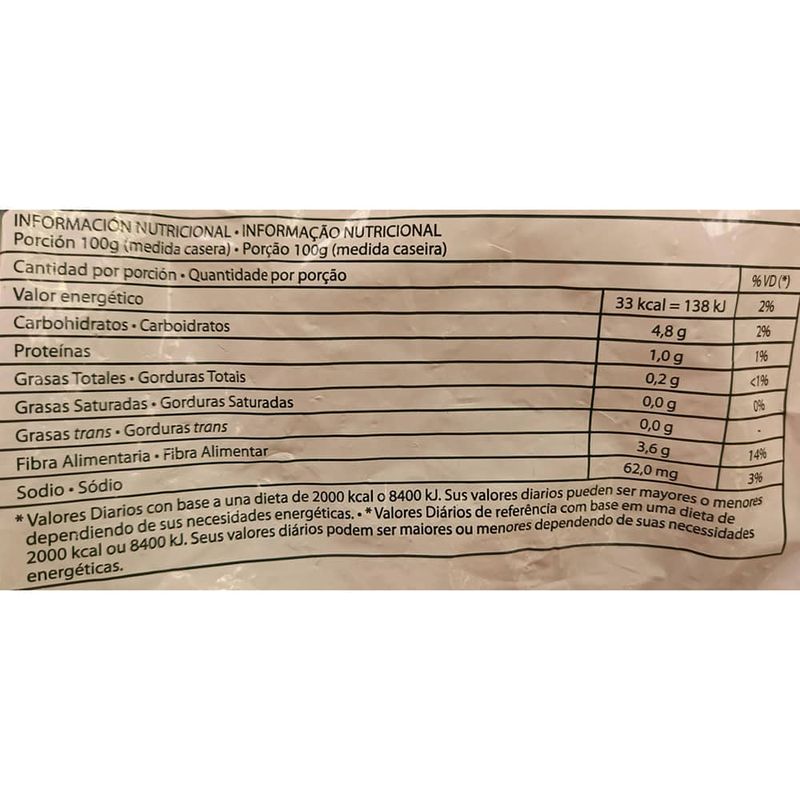 INFORMACIÓN NUTRICIONAL • INFORMAÇÃO NUTRICIONAL
Porción 100g (medida casera) • Porção 100g (medida caseira)
Cantidad por porción • Quantidade por porção % VD (*)
Valor energético 33 kcal = 138 kJ 2%
Carbohidratos • Carboidratos 4,8 g 2%
Proteínas 1,0 g 1%
Grasas Totales • Gorduras Totais 0,2 g <1%
Grasas Saturadas • Gorduras Saturadas 0,0 g 0%
Grasas trans • Gorduras trans 0,0 g -
Fibra Alimentaria • Fibra Alimentar 3,6 g 14%
Sodio • Sódio 62,0 mg 3%
* Valores Diarios con base a una dieta de 2000 kcal o 8400 kJ. Sus valores diarios pueden ser mayores o menores
dependiendo de sus necesidades energéticas. • * Valores Diários de referência com base em uma dieta de
2000 kcal ou 8400 kJ. Seus valores diários podem ser maiores ou menores dependendo de suas necessidades
energéticas.